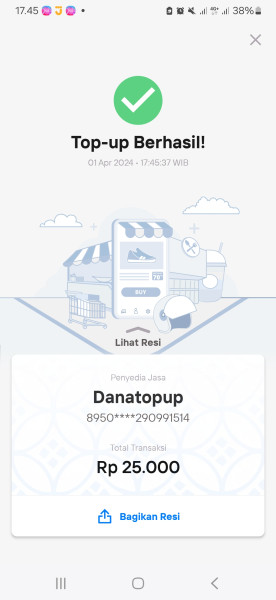 17.45
38%
Top-up Berhasil!
01 Apr 2024 • 17:45:37 WIB
BUY
Lihat Resi
Penyedia Jasa
Danatopup
8950****290991514
Total Transaksi
Rp 25.000
Bagikan Resi